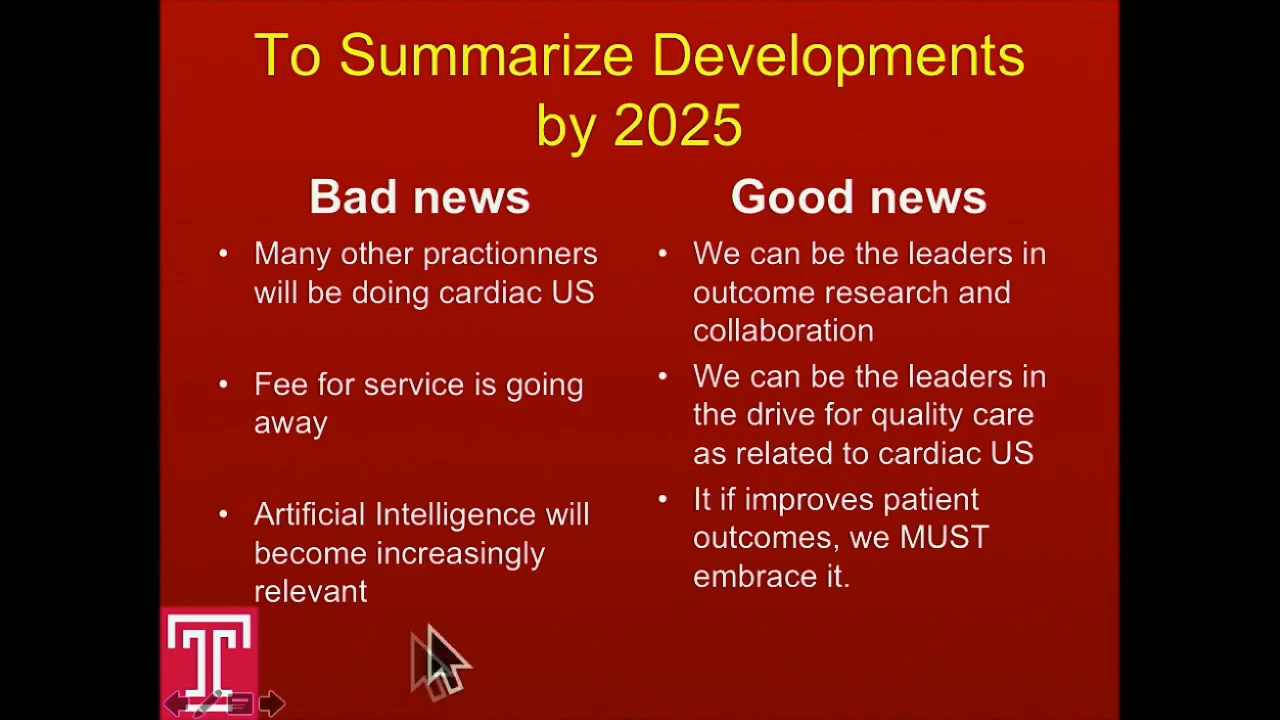 To Summarize Developments
by 2025
Bad news
• Many other practionners
will be doing cardiac US
• Fee for service is going
away
• Artificial Intelligence will
become increasingly
relevant
Good news
• We can be the leaders in
outcome research and
collaboration
• We can be the leaders in
the drive for quality care
as related to cardiac US
• It if improves patient
outcomes, we MUST
embrace it.
T